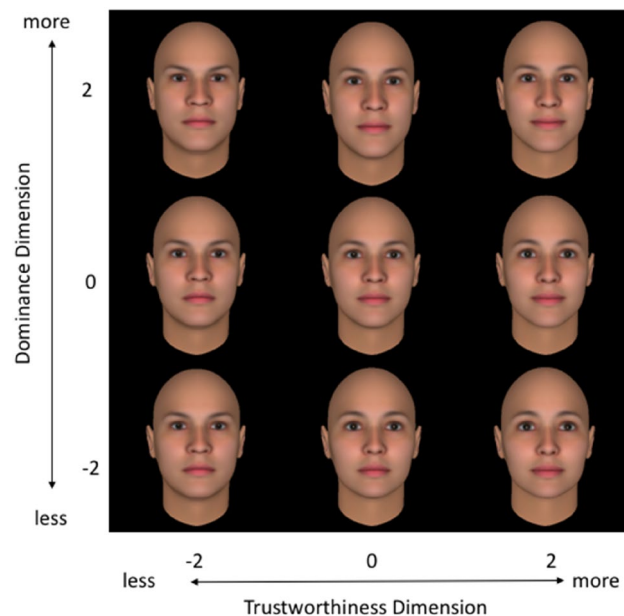 more
2
Dominance Dimension
0
-2
less
-2 0 2
less more
Trustworthiness Dimension